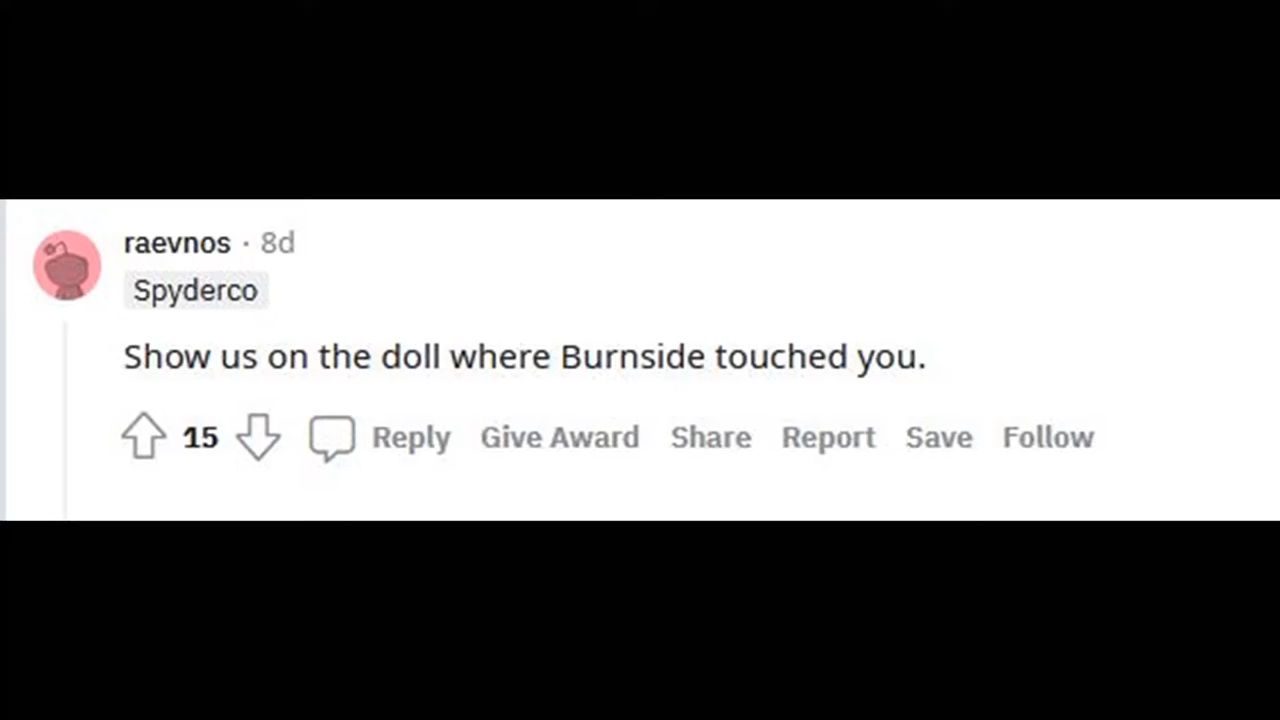 raevnos · 8d
Spyderco
Show us on the doll where Burnside touched you.
15 Reply Give Award Share Report Save Follow